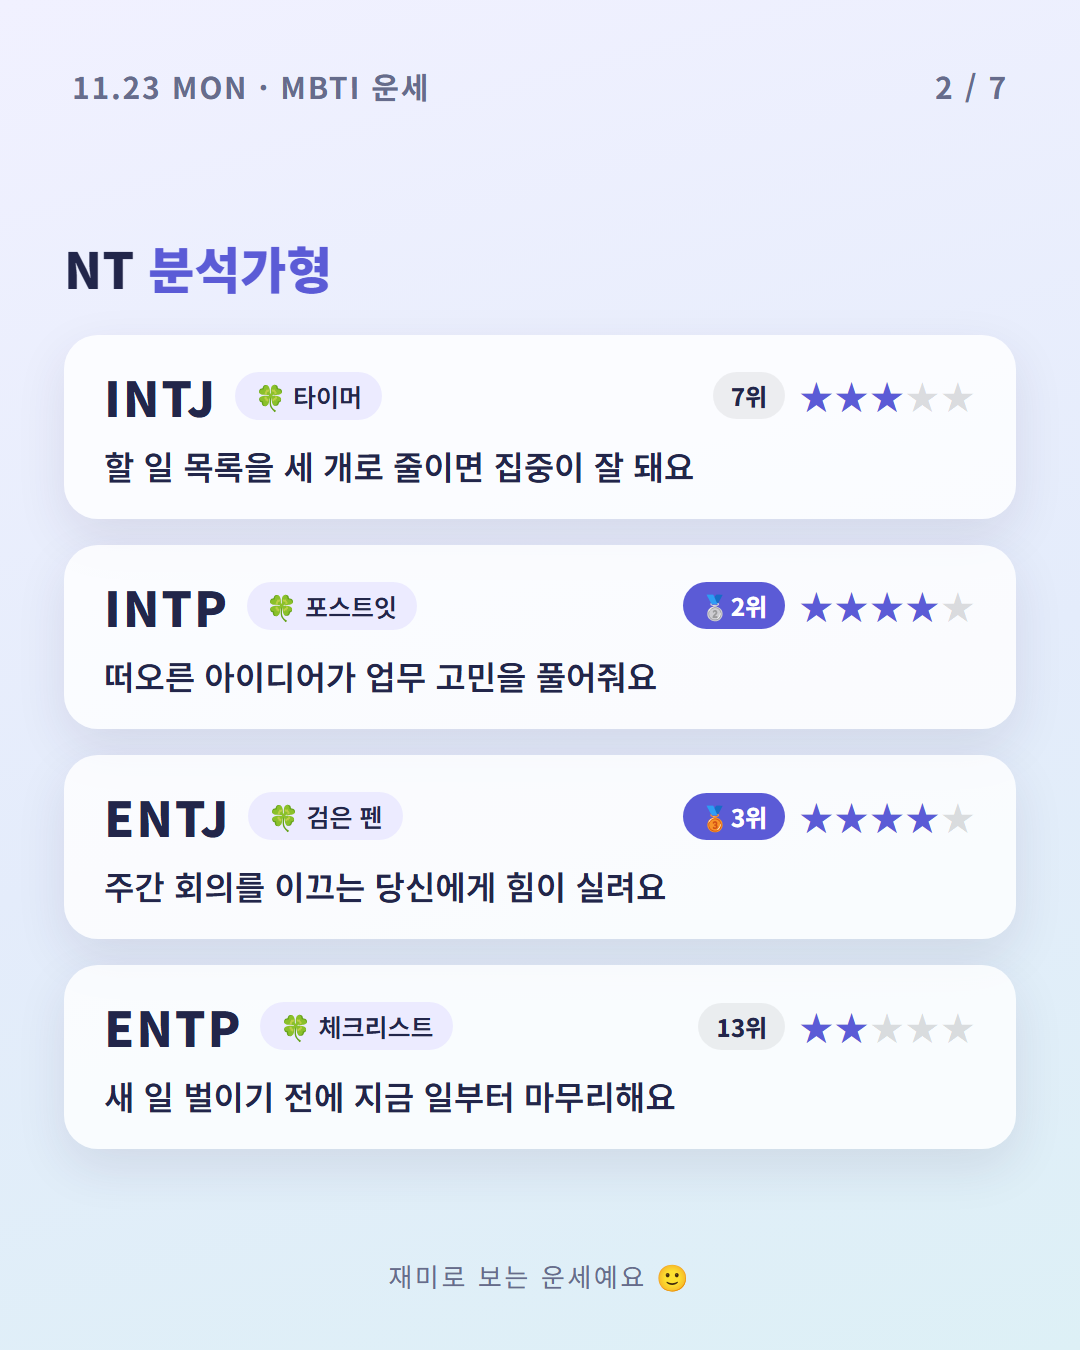 11.23 MON · MBTI 운세
2 / 7
NT 분석가형
INTJ 🍀 타이머 7위 ★★★★★
할 일 목록을 세 개로 줄이면 집중이 잘 돼요
INTP 🍀 포스트잇 🥈2위 ★★★★★
떠오른 아이디어가 업무 고민을 풀어줘요
ENTJ 🍀 검은 펜 🥉3위 ★★★★★
주간 회의를 이끄는 당신에게 힘이 실려요
ENTP 🍀 체크리스트 13위 ★★★★★
새 일 벌이기 전에 지금 일부터 마무리해요
재미로 보는 운세예요 🙂